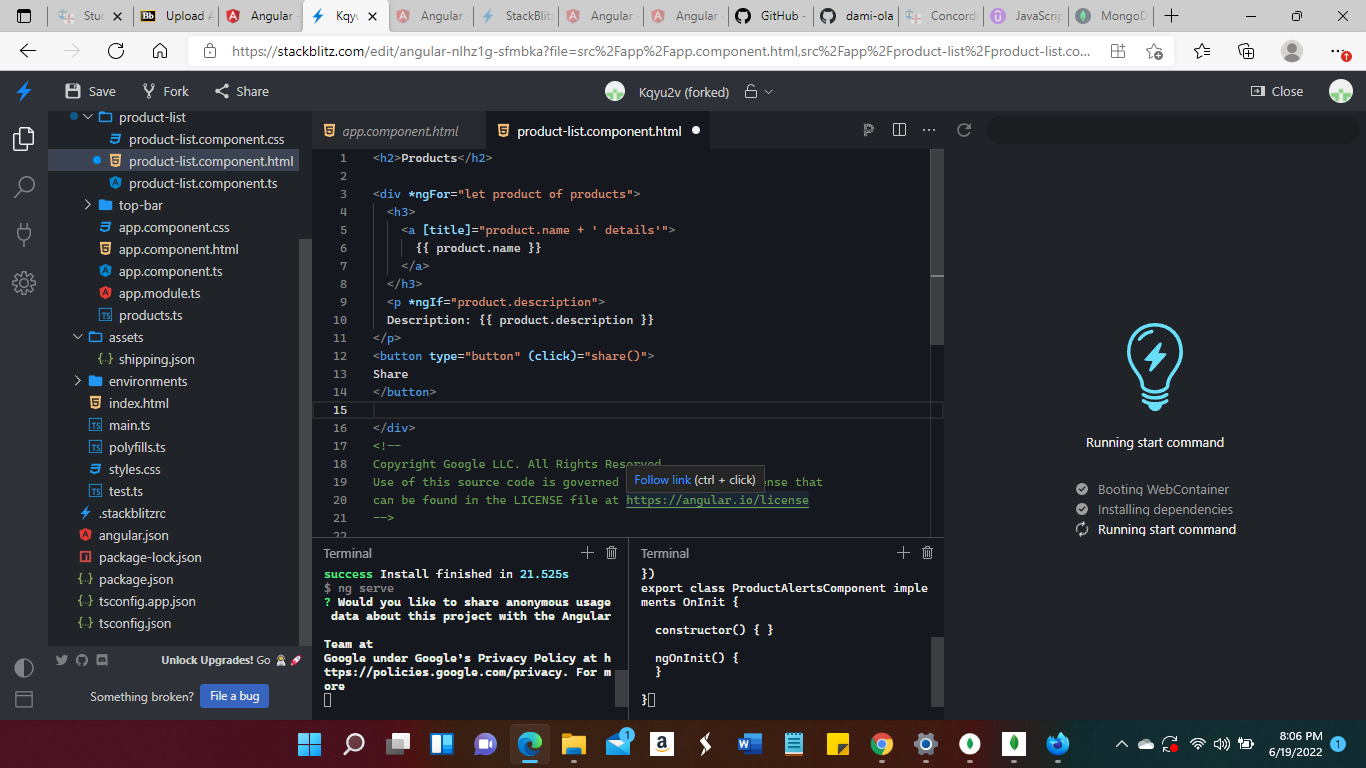 Stu
Upload A
Angular
Kqy
Angular
StackBlit
Angular
Angular
GitHub -
dami-ola
Concord
JavaScrip
MongoD
https://stackblitz.com/edit/angular-nlhz1g-sfmbka?file=src%2Fapp%2Fapp.component.html,src%2Fapp%2Fproduct-list%2Fproduct-list.co...
Save
Fork
Share
Kqyu2v (forked)
Close
product-list
product-list.component.css
product-list.component.html
product-list.component.ts
top-bar
app.component.css
app.component.html
app.component.ts
app.module.ts
products.ts
assets
shipping.json
environments
index.html
main.ts
polyfills.ts
styles.css
test.ts
.stackblitzrc
angular.json
package-lock.json
package.json
tsconfig.app.json
tsconfig.json
Unlock Upgrades! Go
Something broken? File a bug
app.component.html
product-list.component.html
1 <h2>Products</h2>
2
3 <div *ngFor="let product of products">
4 <h3>
5 <a [title]="product.name + ' details'">
6 {{ product.name }}
7 </a>
8 </h3>
9 <p *ngIf="product.description">
10 Description: {{ product.description }}
11 </p>
12 <button type="button" (click)="share()">
13 Share
14 </button>
15
16 </div>
17 <!--
18 Copyright Google LLC. All Rights Reserved
19 Use of this source code is governed ense that
20 can be found in the LICENSE file at https://angular.io/license
21 -->
22
Follow link (ctrl + click)
Terminal
success Install finished in 21.525s
$ ng serve
? Would you like to share anonymous usage
data about this project with the Angular
Team at
Google under Google's Privacy Policy at h
ttps://policies.google.com/privacy. For m
ore
Terminal
})
export class ProductAlertsComponent imple
ments OnInit {
constructor() { }
ngOnInit() {
}
}
Running start command
Booting WebContainer
Installing dependencies
Running start command
1
8:06 PM
6/19/2022
1